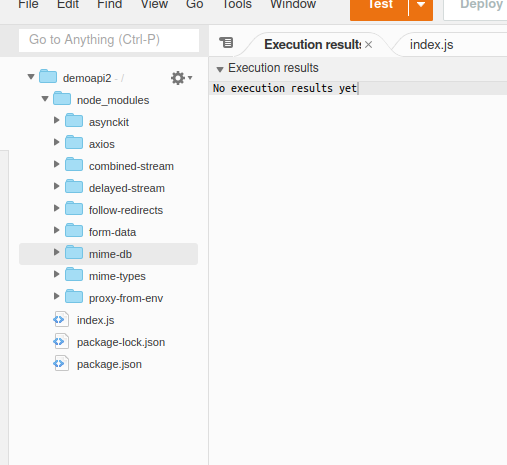 File Edit Find View Go Tools Window Test Deploy
Go to Anything (Ctrl-P)
Execution results × index.js
Execution results
No execution results yet
demoapi2 - /
node_modules
asynckit
axios
combined-stream
delayed-stream
follow-redirects
form-data
mime-db
mime-types
proxy-from-env
index.js
package-lock.json
package.json